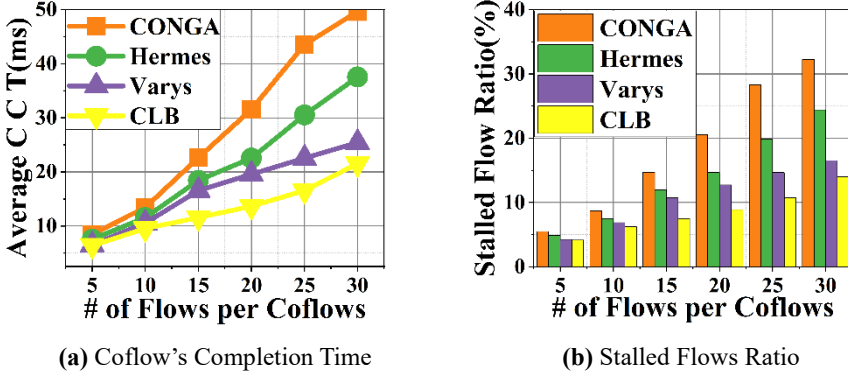 Average C C T(ms)
50
40
30
20
10
CONGA
Hermes
Varys
CLB
5 10 15 20 25 30
# of Flows per Coflows
(a) Coflow's Completion Time
Stalled Flow Ratio(%)
40
30
20
10
0
CONGA
Hermes
Varys
CLB
5 10 15 20 25 30
# of Flows per Coflows
(b) Stalled Flows Ratio